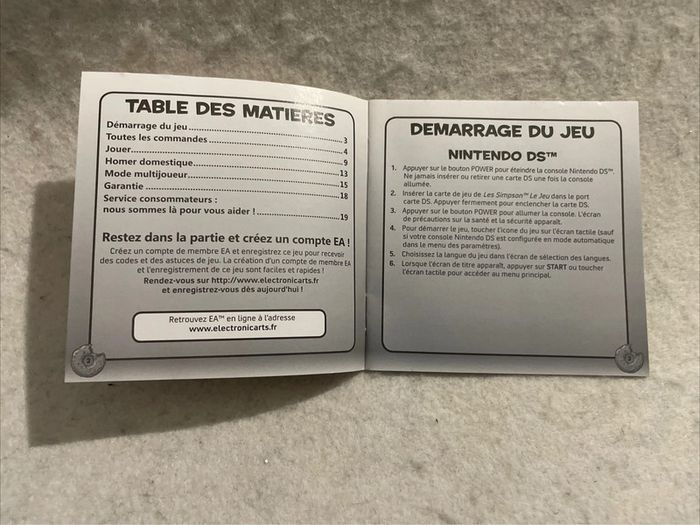 TABLE DES MATIERES
Démarrage du jeu........3
Toutes les commandes........4
Jouer........9
Homer domestique........13
Mode multijoueur........15
Garantie........18
Service consommateurs :
nous sommes là pour vous aider !........19
Restez dans la partie et créez un compte EA !
Créez un compte de membre EA et enregistrez ce jeu pour recevoir
des codes et des astuces de jeu. La création d'un compte de membre EA
et l'enregistrement de ce jeu sont faciles et rapides !
Rendez-vous sur http://www.electronicarts.fr
et enregistrez-vous dès aujourd'hui !
Retrouvez EA™ en ligne à l'adresse
www.electronicarts.fr
2
DEMARRAGE DU JEU
NINTENDO DS™
1. Appuyer sur le bouton POWER pour éteindre la console Nintendo DS™.
Ne jamais insérer ou retirer une carte DS une fois la console
allumée.
2. Insérer la carte de jeu de Les Simpson™ Le Jeu dans le port
carte DS. Appuyer fermement pour enclencher la carte DS.
3. Appuyer sur le bouton POWER pour allumer la console. L'écran
de précautions sur la santé et la sécurité apparaît.
4. Pour démarrer le jeu, toucher l'icone du jeu sur l'écran tactile (sauf
si votre console Nintendo DS est configurée en mode automatique
dans le menu des paramètres).
5. Choisissez la langue du jeu dans l'écran de sélection des langues.
6. Lorsque l'écran de titre apparaît, appuyer sur START ou toucher
l'écran tactile pour accéder au menu principal.
3